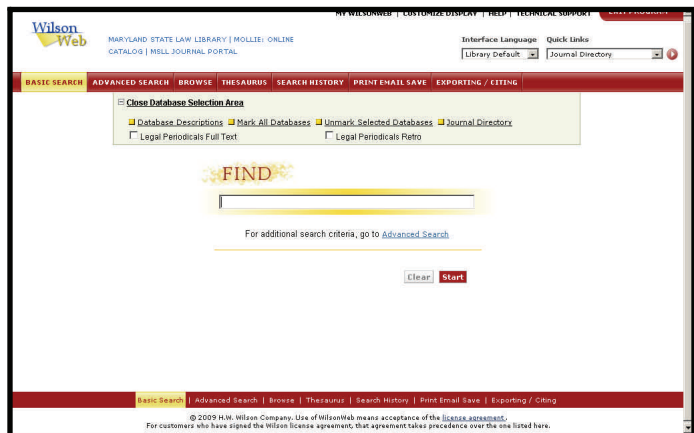 MY WILSONWEB | CUSTOMIZE DISPLAY | HELP | TECHNICAL SUPPORT
Wilson
Web
MARYLAND STATE LAW LIBRARY | MOLLIE: ONLINE
CATALOG | MSLL JOURNAL PORTAL
Interface Language Quick Links
Library Default Journal Directory
BASIC SEARCH ADVANCED SEARCH BROWSE THESAURUS SEARCH HISTORY PRINT EMAIL SAVE EXPORTING / CITING
Close Database Selection Area
Database Descriptions Mark All Databases Unmark Selected Databases Journal Directory
Legal Periodicals Full Text Legal Periodicals Retro
FIND
For additional search criteria, go to Advanced Search
Clear Start
Basic Search | Advanced Search | Browse | Thesaurus | Search History | Print Email Save | Exporting / Citing
© 2009 H.W. Wilson Company. Use of WilsonWeb means acceptance of the license agreement.
For customers who have signed the Wilson license agreement, that agreement takes precedence over the one listed here.